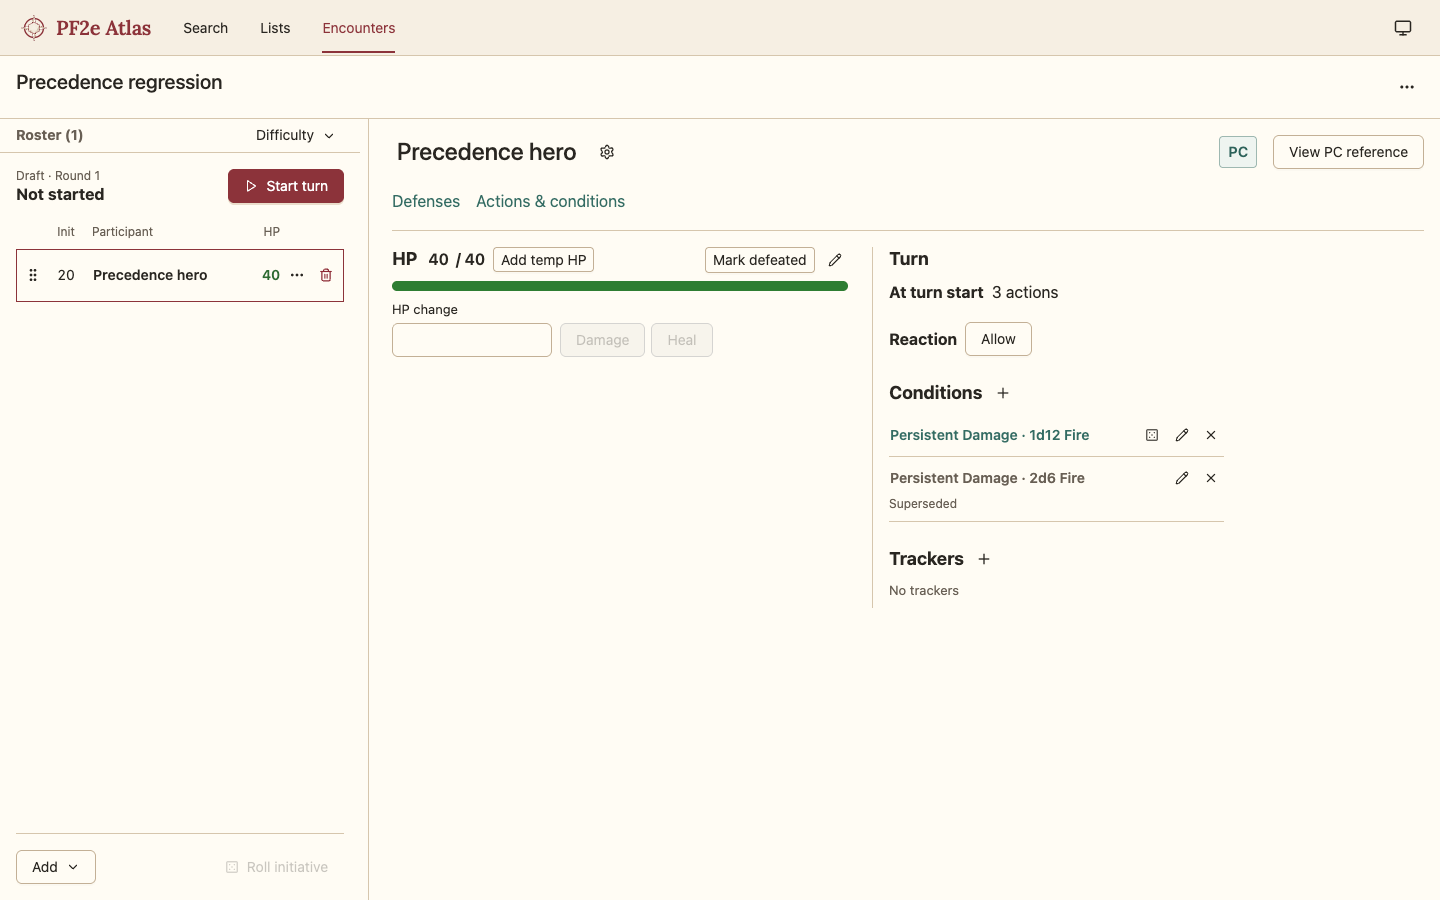 PF2e Atlas
Search
Lists
Encounters
Precedence regression
Roster (1)
Difficulty
Draft · Round 1
Not started
Start turn
Init Participant HP
20 Precedence hero 40
Add
Roll initiative
Precedence hero
PC
View PC reference
Defenses
Actions & conditions
HP 40 / 40
Add temp HP
Mark defeated
HP change
Damage
Heal
Turn
At turn start 3 actions
Reaction
Allow
Conditions
Persistent Damage · 1d12 Fire
Persistent Damage · 2d6 Fire
Superseded
Trackers
No trackers